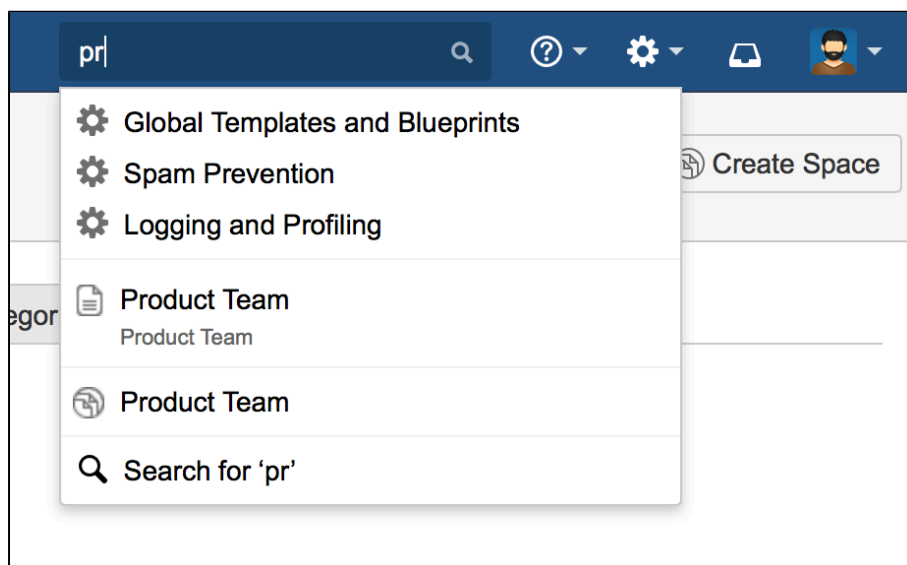 pr
Global Templates and Blueprints
Spam Prevention
Create Space
Logging and Profiling
Product Team
egor
Product Team
Product Team
Search for ‘pr’